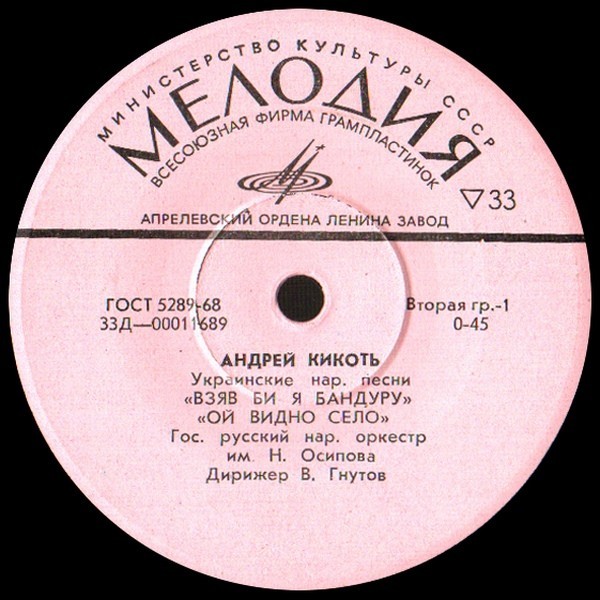 МИНИСТЕРСТВО КУЛЬТУРЫ СССР
МЕЛОДИЯ
ВСЕСОЮЗНАЯ ФИРМА ГРАМПЛАСТИНОК
▽33
АПРЕЛЕВСКИЙ ОРДЕНА ЛЕНИНА ЗАВОД
ГОСТ 5289-68
33Д—00011689
Вторая гр.-1
0-45
АНДРЕЙ КИКОТЬ
Украинские нар. песни
«ВЗЯВ БИ Я БАНДУРУ»
«ОЙ ВИДНО СЕЛО»
Гос. русский нар. оркестр
им. Н. Осипова
Дирижер В. Гнутов